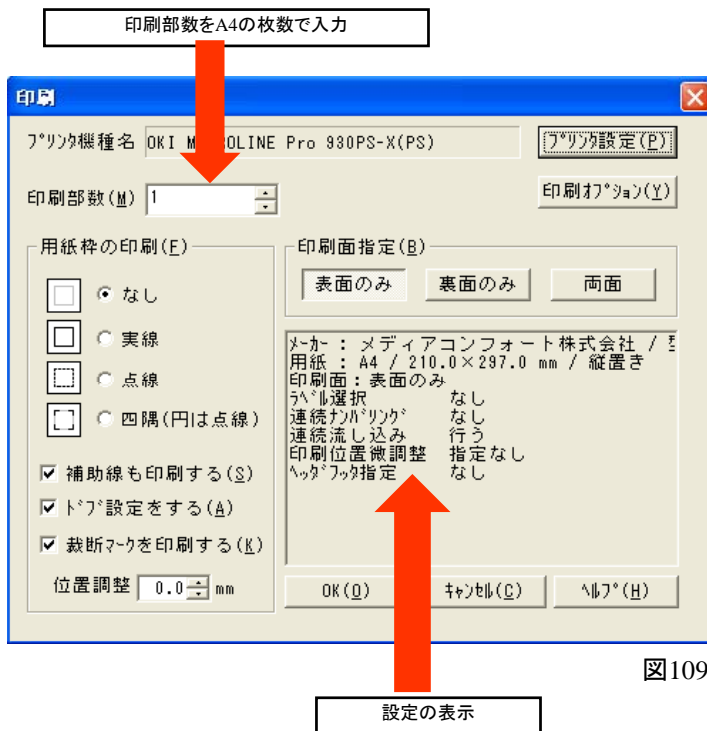 印刷部数をA4の枚数で入力
印刷
プリンタ機種名 OKI M OLINE Pro 930PS-X(PS) プリンタ設定(P)
印刷部数(M) 1 印刷オプション(Y)
用紙枠の印刷(F) 印刷面指定(B)
なし 表面のみ 裏面のみ 両面
実線
点線
四隅(円は点線)
補助線も印刷する(S)
ドブ設定をする(A)
裁断マークを印刷する(K)
位置調整 0.0 mm
メーカー : メディアコンフォート株式会社 /
用紙 : A4 / 210.0×297.0 mm / 縦置き
印刷面:表面のみ
ラベル選択 なし
連続ナンバリング なし
連続流し込み 行う
印刷位置微調整 指定なし
ヘッダフッタ指定 なし
OK(O) キャンセル(C) ヘルプ(H)
図109
設定の表示